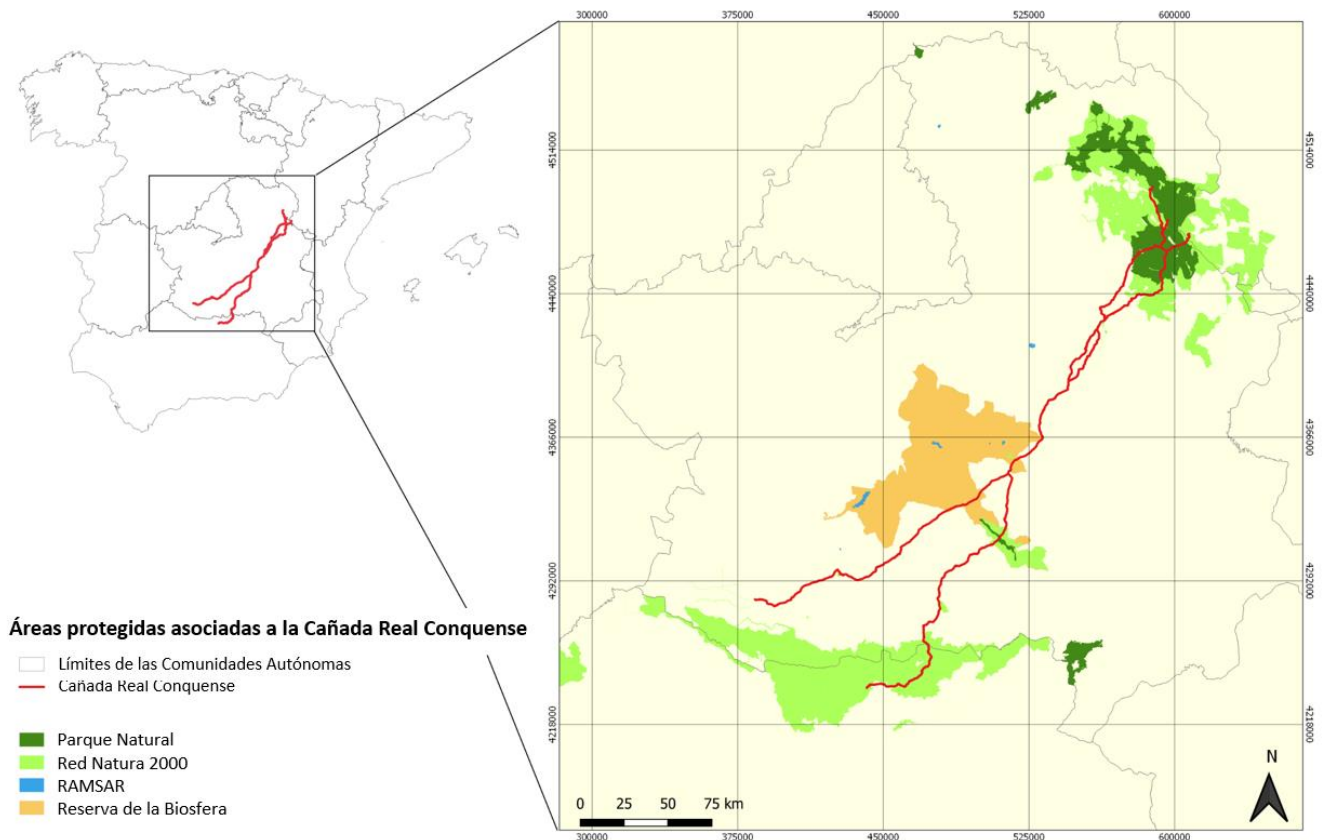 300000 375000 450000 525000 600000
4514000 4514000
4440000 4440000
4366000 4366000
4292000 4292000
4218000 4218000
Áreas protegidas asociadas a la Cañada Real Conquense
Límites de las Comunidades Autónomas
Cañada Real Conquense
Parque Natural
Red Natura 2000
RAMSAR
Reserva de la Biosfera
N
0 25 50 75 km
300000 375000 450000 525000 600000